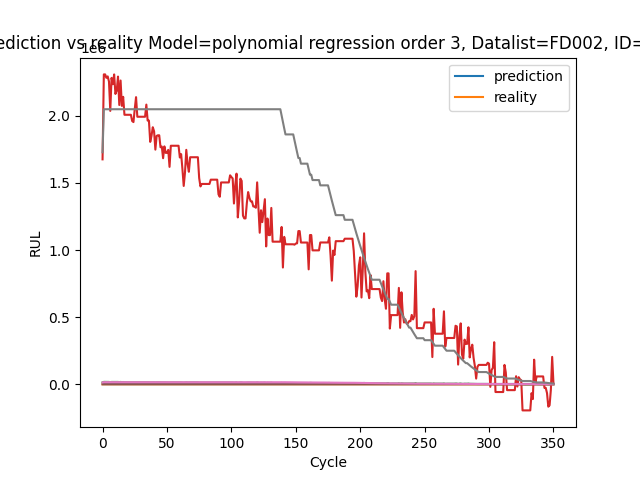 ediction vs reality Model=polynomial regression order 3, Datalist=FD002, ID=
1e6
prediction
reality
2.0
1.5
1.0
0.5
0.0
RUL
0 50 100 150 200 250 300 350
Cycle